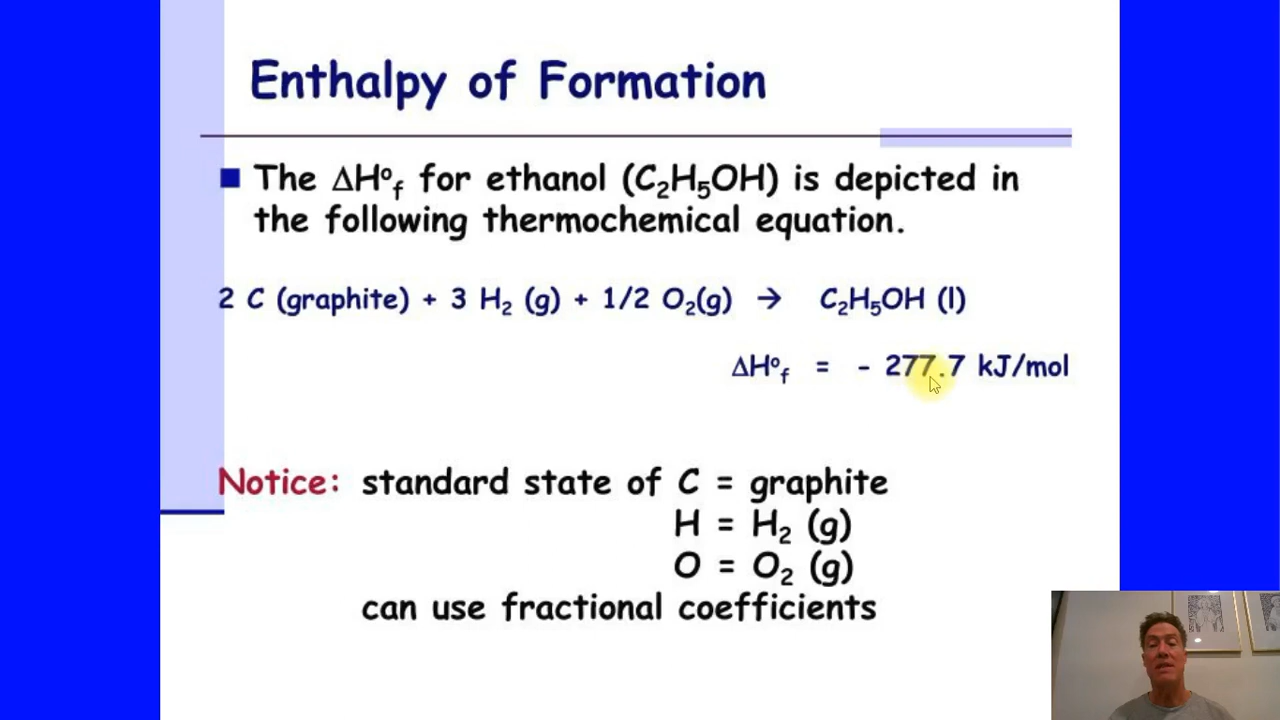 Enthalpy of Formation
The ΔH°f for ethanol (C₂H₅OH) is depicted in
the following thermochemical equation.
2 C (graphite) + 3 H₂ (g) + 1/2 O₂(g) → C₂H₅OH (l)
ΔH°f = - 277.7 kJ/mol
Notice: standard state of C = graphite
H = H₂ (g)
O = O₂ (g)
can use fractional coefficients